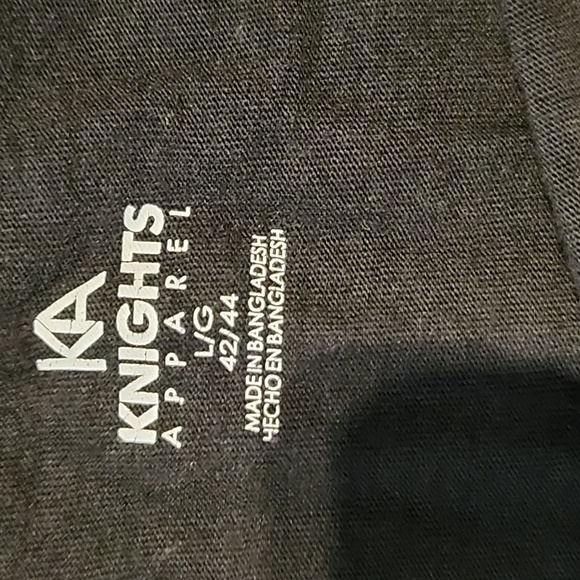 KA
KNIGHTS
APPAREL
L/G
42/44
MADE IN BANGLADESH
HECHO EN BANGLADESH